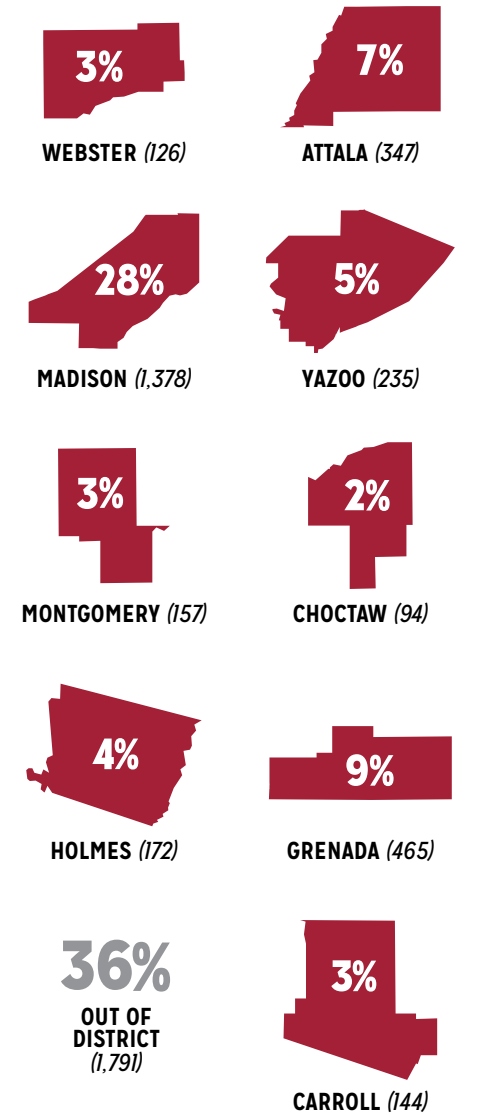 3%
WEBSTER (126)
7%
ATTALA (347)
28%
MADISON (1,378)
5%
YAZOO (235)
3%
MONTGOMERY (157)
2%
CHOCTAW (94)
4%
HOLMES (172)
9%
GRENADA (465)
36%
OUT OF
DISTRICT
(1,791)
3%
CARROLL (144)